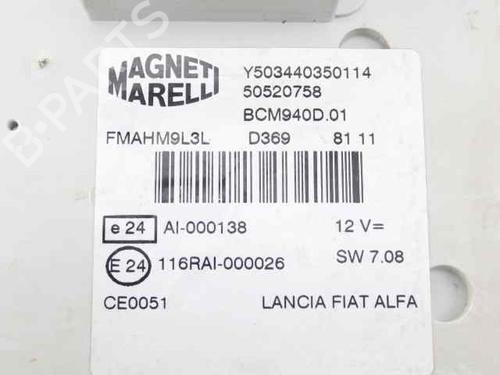 MAGNETI
MARELLI
Y503440350114
50520758
BCM940D.01
FMAHM9L3L D369 81 11
e 24 AI-000138 12 V=
E 24 116RAI-000026 SW 7.08
CE0051 LANCIA FIAT ALFA
B-PARTS